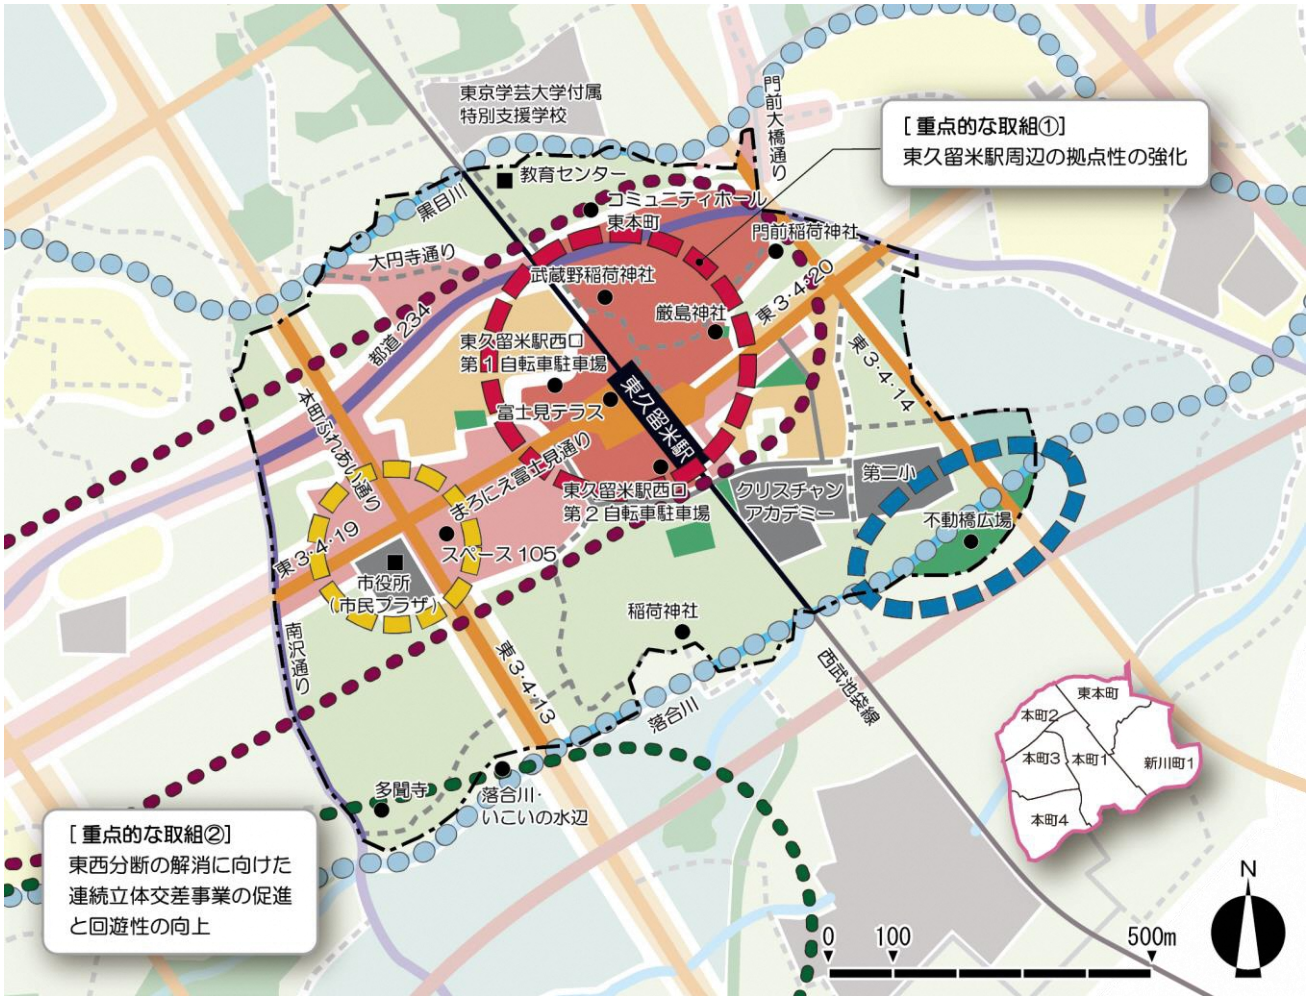 東京学芸大学付属
特別支援学校
門前大橋通り
[重点的な取組①]
東久留米駅周辺の拠点性の強化
教育センター
黒目川
コミュニティホール
東本町
門前稲荷神社
大円寺通り
武蔵野稲荷神社
東3・4・20
厳島神社
都道234
東久留米駅西口
第1自転車駐車場
東3・4・14
富士見テラス
東久留米駅
本町ふれあい通り
まろにえ富士見通り
東久留米駅西口
第2自転車駐車場
クリスチャン
アカデミー
第二小
不動橋広場
東3・4・19
スペース105
市役所
(市民プラザ)
稲荷神社
南沢通り
東3・4・13
落合川
西武池袋線
東本町
本町2
本町3
本町1
新川町1
本町4
多聞寺
落合川・
いこいの水辺
[重点的な取組②]
東西分断の解消に向けた
連続立体交差事業の促進
と回遊性の向上
N
0 100 500m